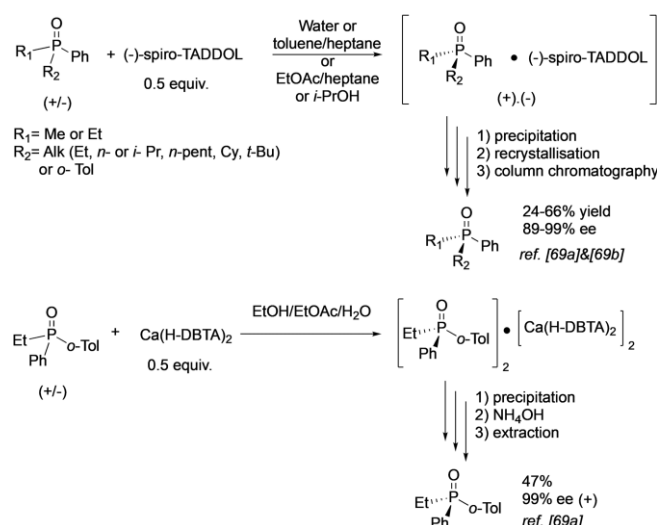 O
R1 P Ph
R2
(+/-)
+ (-)-spiro-TADDOL
0.5 equiv.
Water or
toluene/heptane
or
EtOAc/heptane
or i-PrOH
O
R1 P Ph
R2
• (-)-spiro-TADDOL
(+).(-)
R1= Me or Et
R2= Alk (Et, n- or i- Pr, n-pent, Cy, t-Bu)
or o- Tol
1) precipitation
2) recrystallisation
3) column chromatography
O
R1 P Ph
R2
24-66% yield
89-99% ee
ref. [69a]&[69b]
O
Et P o-Tol
Ph
(+/-)
+ Ca(H-DBTA)2
0.5 equiv.
EtOH/EtOAc/H2O
O
Et P o-Tol
Ph
2
• [Ca(H-DBTA)2]2
1) precipitation
2) NH4OH
3) extraction
O
Et P o-Tol
Ph
47%
99% ee (+)
ref. [69a]